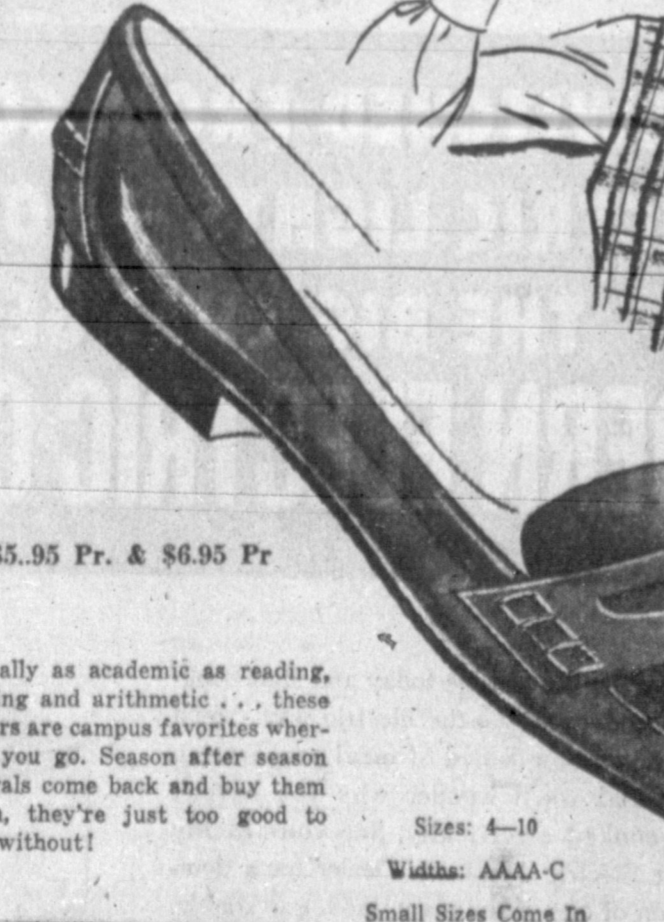 5..95 Pr. & $6.95 Pr
ally as academic as reading,
ng and arithmetic . . . these
rs are campus favorites wher-
you go. Season after season
als come back and buy them
, they're just too good to
without!
Sizes: 4—10
Widths: AAAA-C
Small Sizes Come In